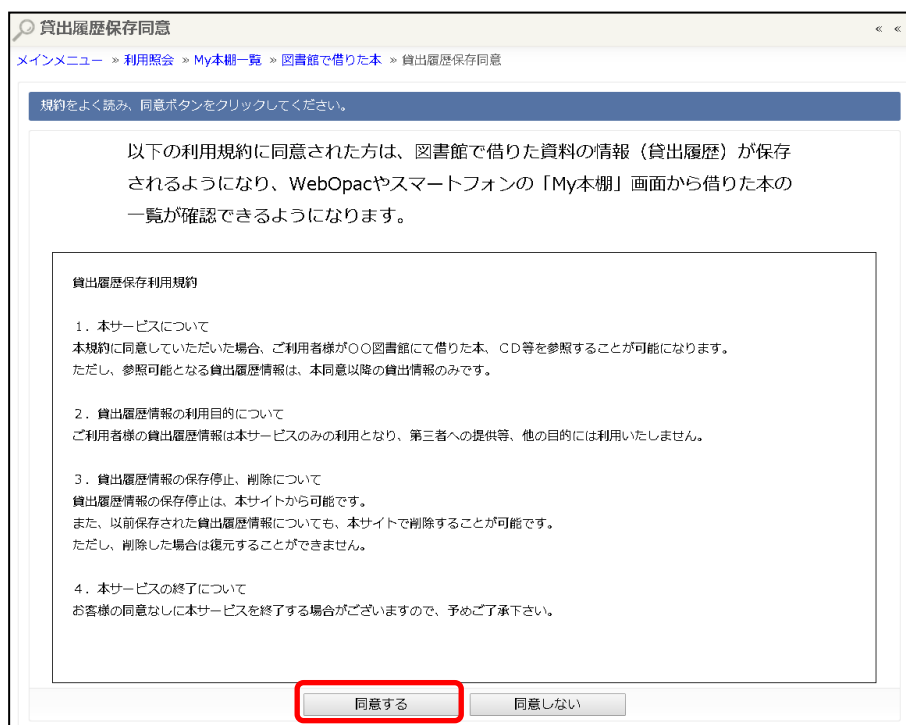 貸出履歴保存同意 « «
メインメニュー » 利用照会 » My本棚一覧 » 図書館で借りた本 » 貸出履歴保存同意
規約をよく読み、同意ボタンをクリックしてください。
以下の利用規約に同意された方は、図書館で借りた資料の情報（貸出履歴）が保存
されるようになり、WebOpacやスマートフォンの「My本棚」画面から借りた本の
一覧が確認できるようになります。
貸出履歴保存利用規約
１．本サービスについて
本規約に同意していただいた場合、ご利用者様が○○図書館にて借りた本、ＣＤ等を参照することが可能になります。
ただし、参照可能となる貸出履歴情報は、本同意以降の貸出情報のみです。
２．貸出履歴情報の利用目的について
ご利用者様の貸出履歴情報は本サービスのみの利用となり、第三者への提供等、他の目的には利用いたしません。
３．貸出履歴情報の保存停止、削除について
貸出履歴情報の保存停止は、本サイトから可能です。
また、以前保存された貸出履歴情報についても、本サイトで削除することが可能です。
ただし、削除した場合は復元することができません。
４．本サービスの終了について
お客様の同意なしに本サービスを終了する場合がございますので、予めご了承下さい。
同意する 同意しない